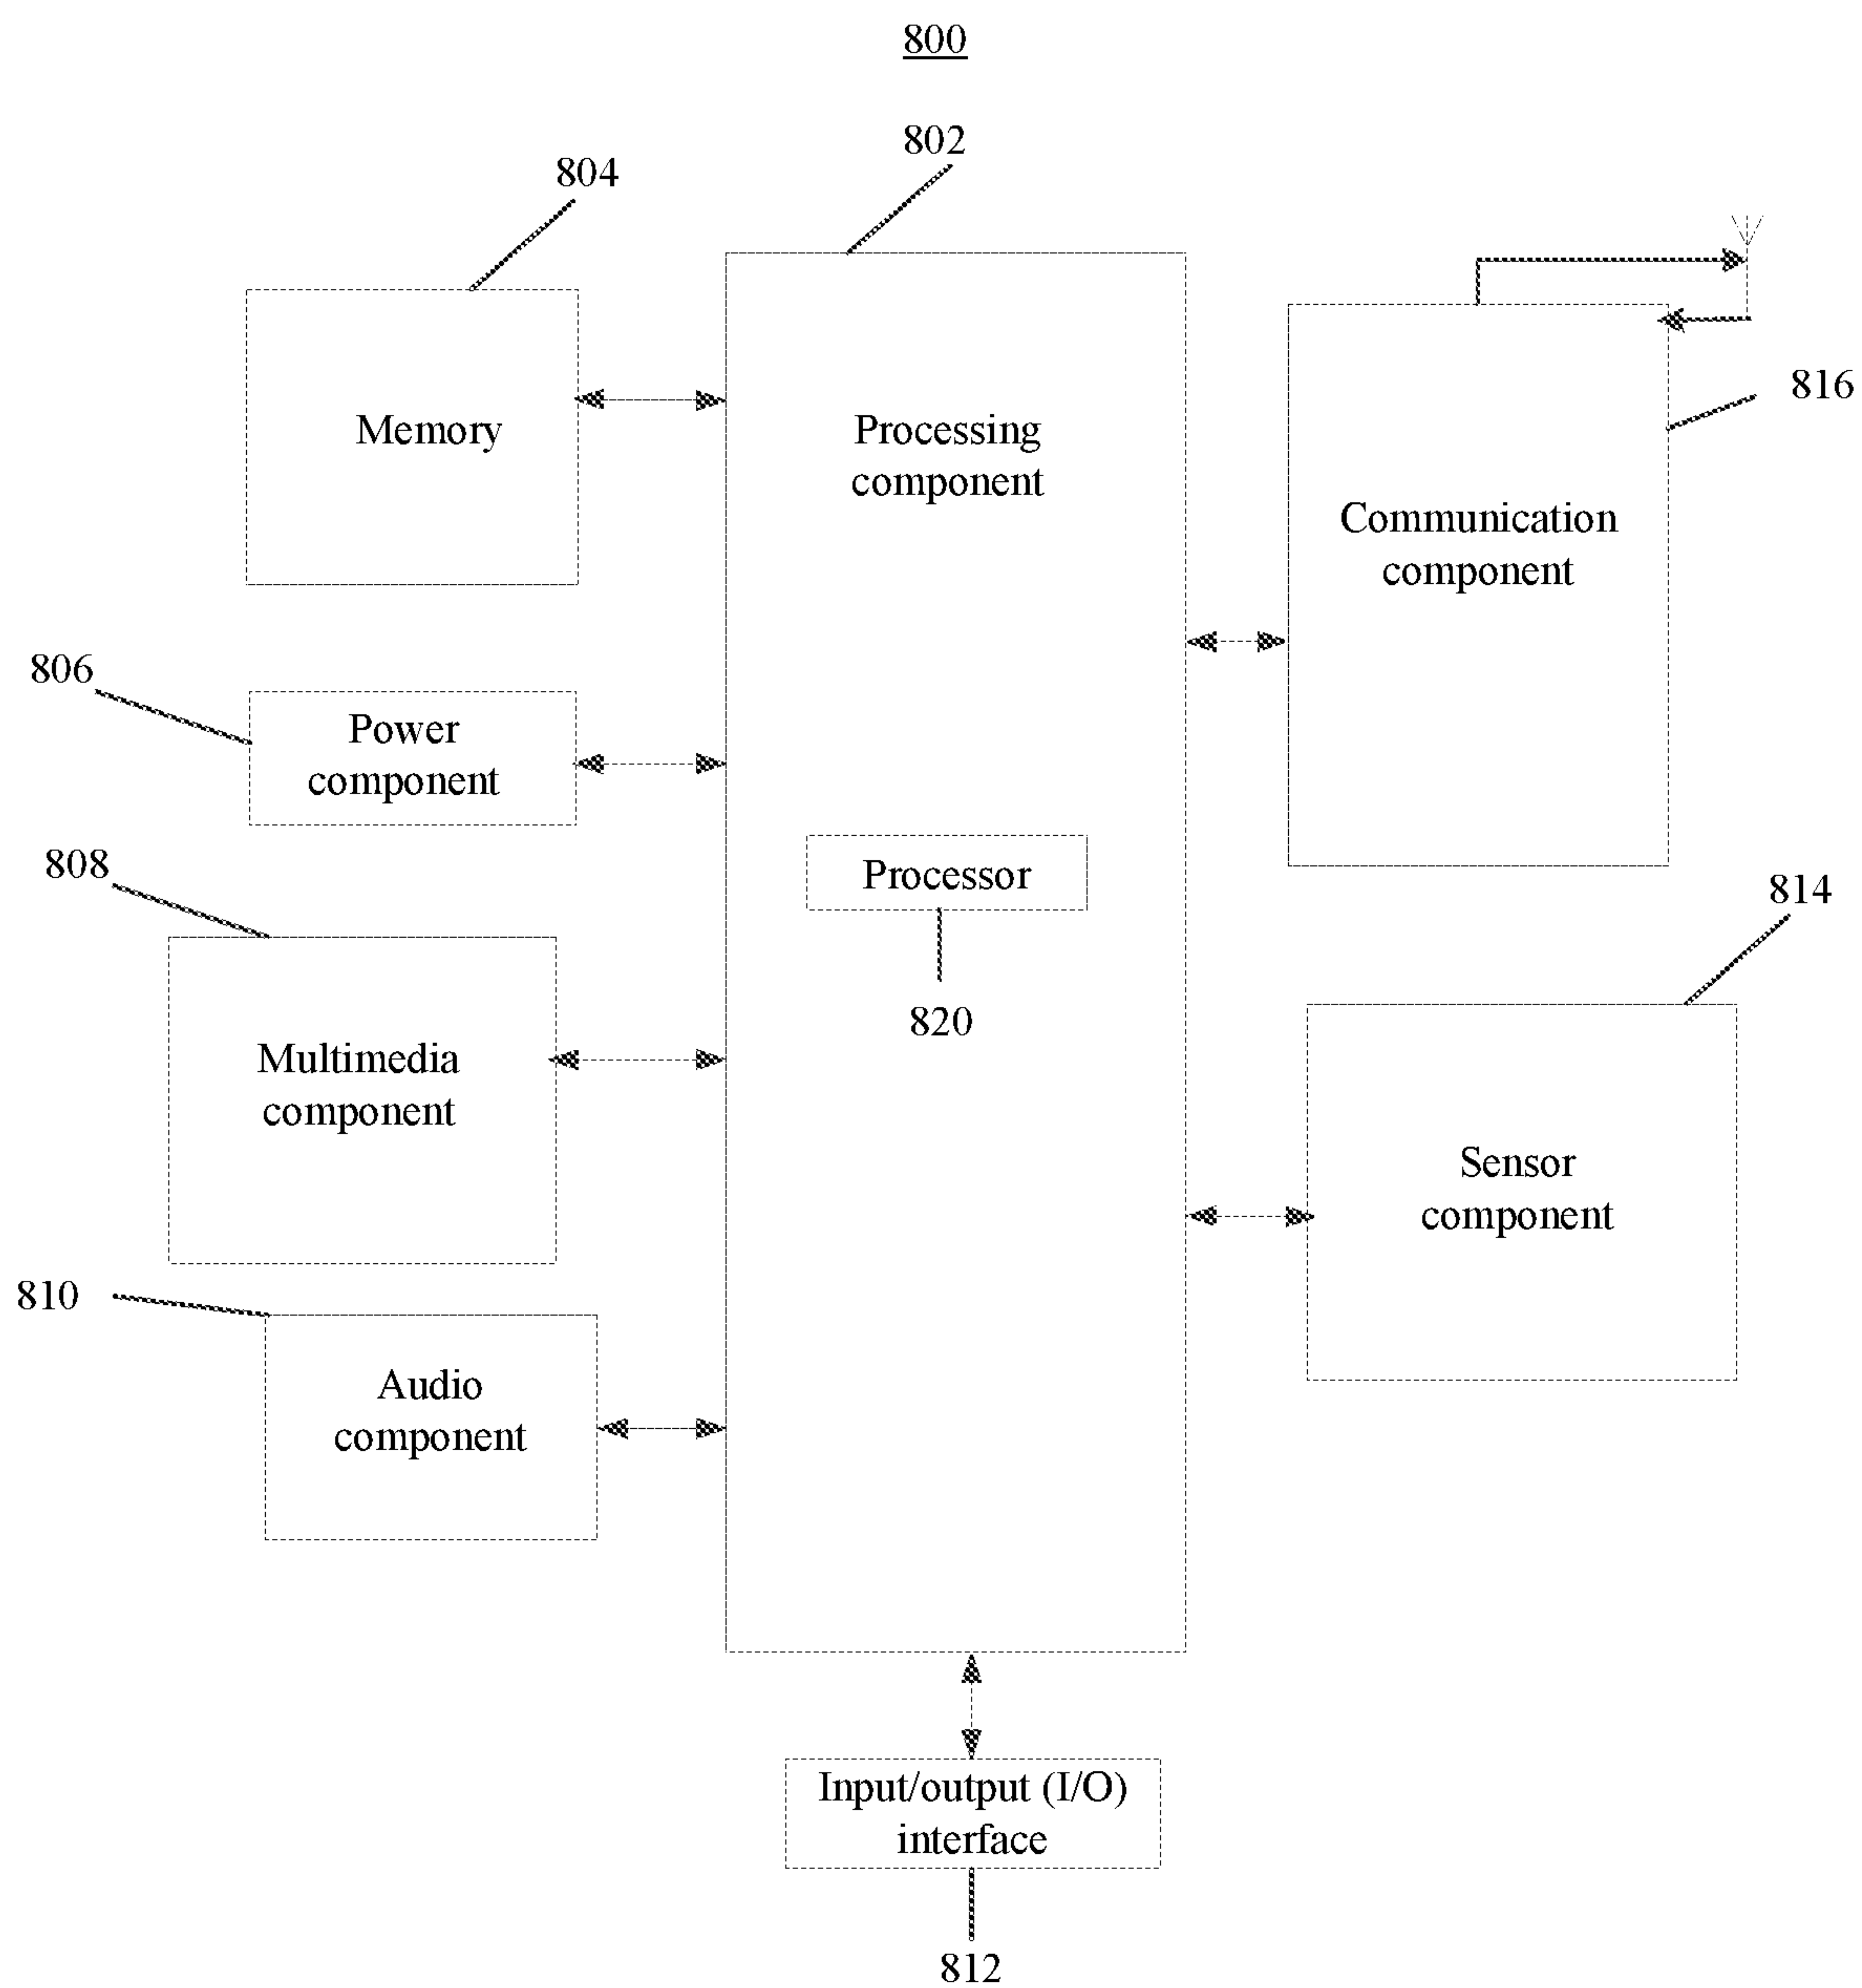 800
802
804
Memory
Processing
component
816
Communication
component
806
Power
component
808
Processor
820
814
Multimedia
component
Sensor
component
810
Audio
component
Input/output (I/O)
interface
812